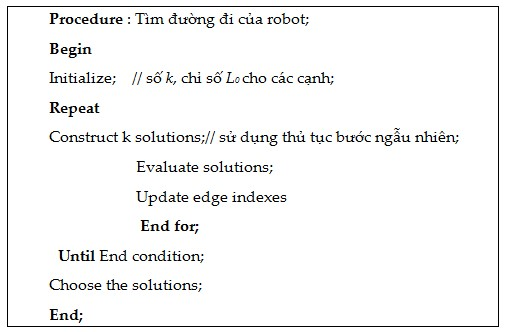 Procedure : Tìm đường đi của robot;
Begin
Initialize; // số k, chỉ số L0 cho các cạnh;
Repeat
Construct k solutions;// sử dụng thủ tục bước ngẫu nhiên;
Evaluate solutions;
Update edge indexes
End for;
Until End condition;
Choose the solutions;
End;